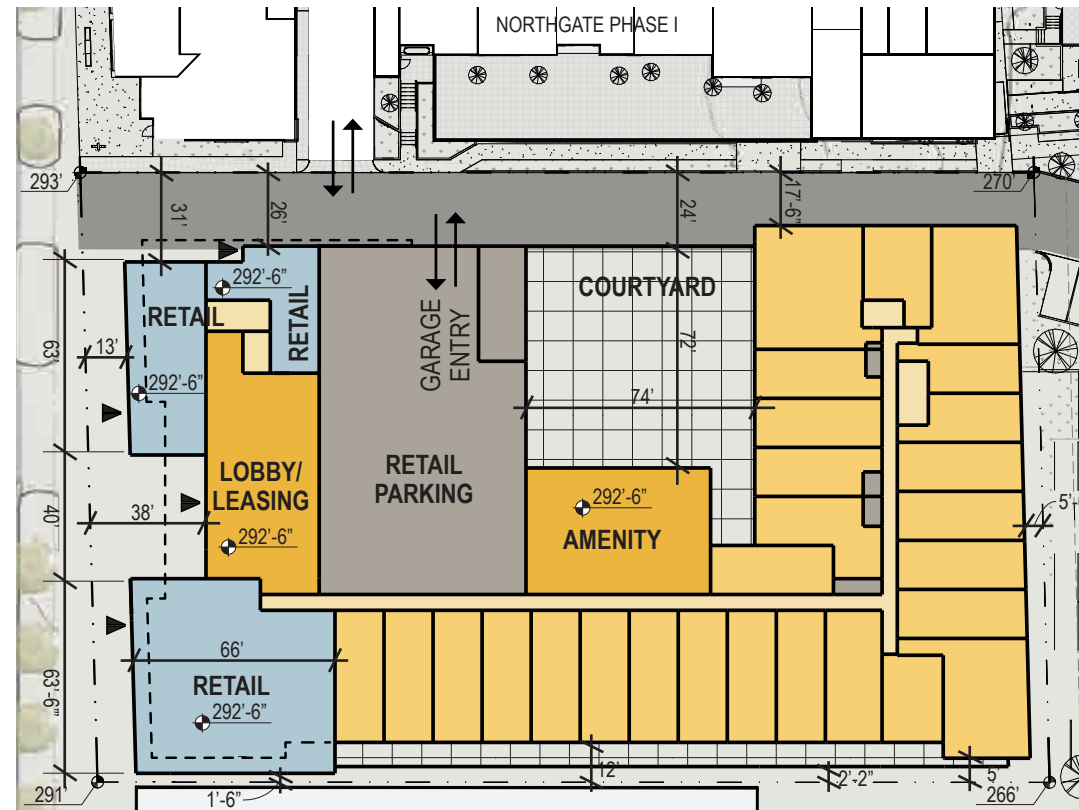 NORTHGATE PHASE I
293'
270'
31'
26'
24'
17'-6"
292'-6"
COURTYARD
RETAIL
RETAIL
GARAGE
ENTRY
72'
63'
13'
292'-6"
74'
LOBBY/
LEASING
RETAIL
PARKING
292'-6"
AMENITY
40'
38'
292'-6"
5'-
66'
RETAIL
292'-6"
63'-6"
12'
2'-2"
5'
291'
1'-6"
266'